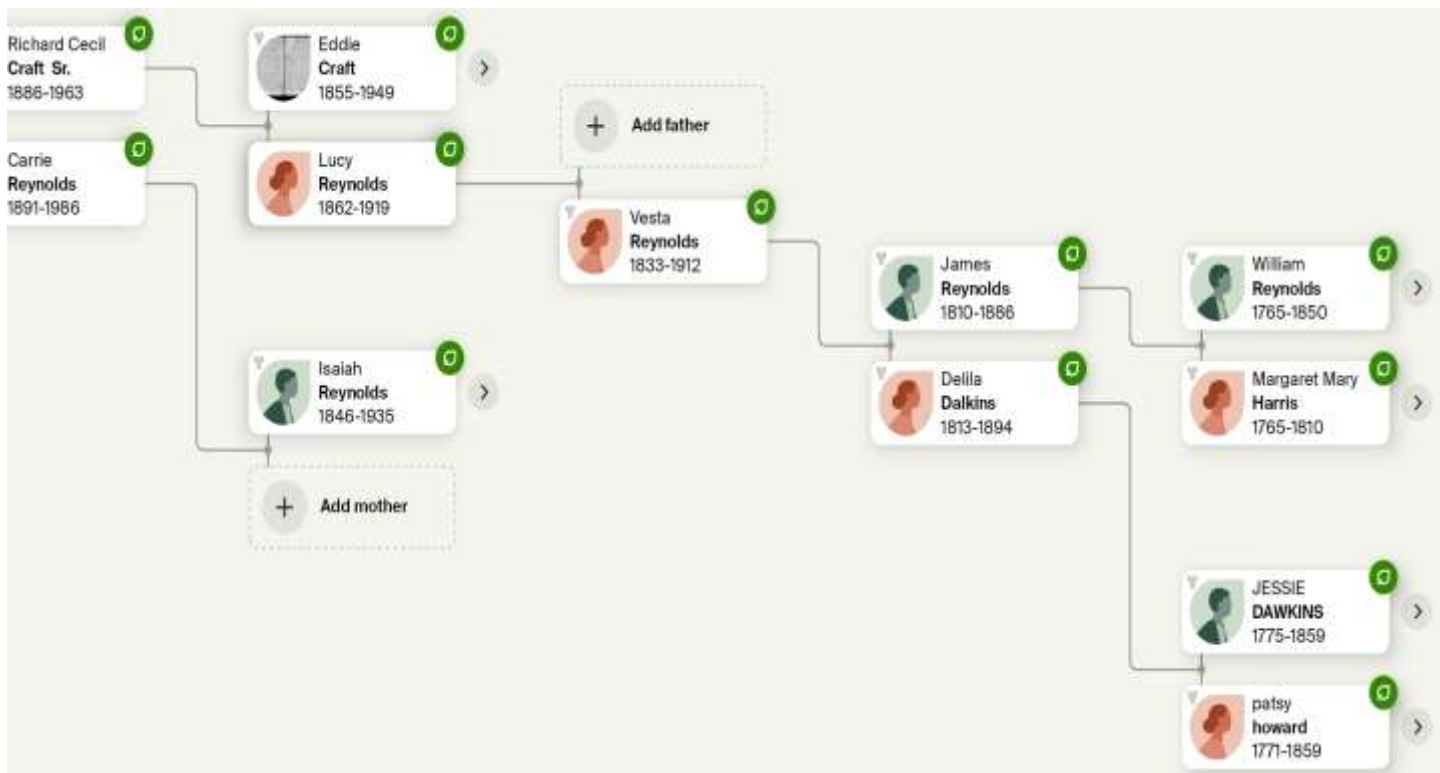 Richard Cecil
Craft Sr.
1886-1963
Carrie
Reynolds
1891-1986
Eddie
Craft
1855-1949
Lucy
Reynolds
1862-1919
Isaiah
Reynolds
1846-1935
Add mother
Add father
Vesta
Reynolds
1833-1912
James
Reynolds
1810-1886
Delila
Dalkins
1813-1894
William
Reynolds
1765-1850
Margaret Mary
Harris
1765-1810
JESSIE
DAWKINS
1775-1859
patsy
howard
1771-1859